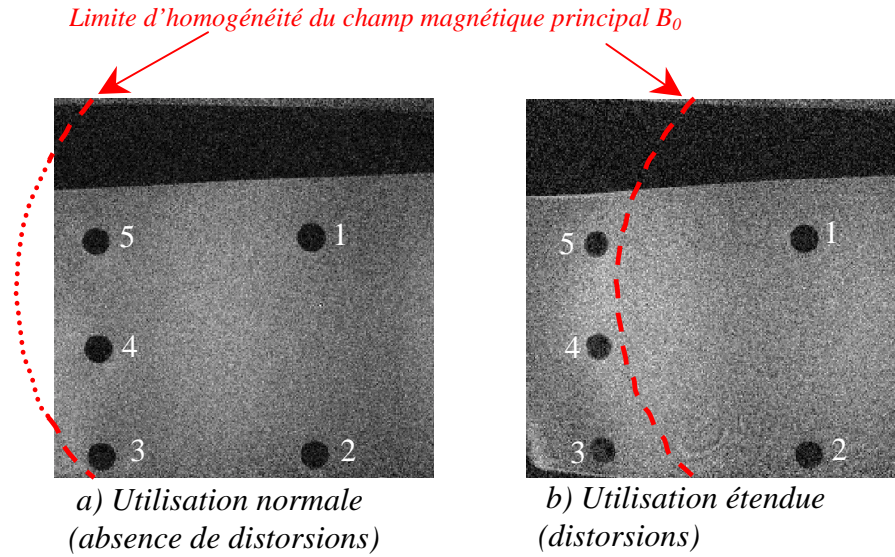 Limite d'homogénéité du champ magnétique principal B₀
5
1
4
3
2
5
1
4
3
2
a) Utilisation normale
(absence de distorsions)
b) Utilisation étendue
(distorsions)